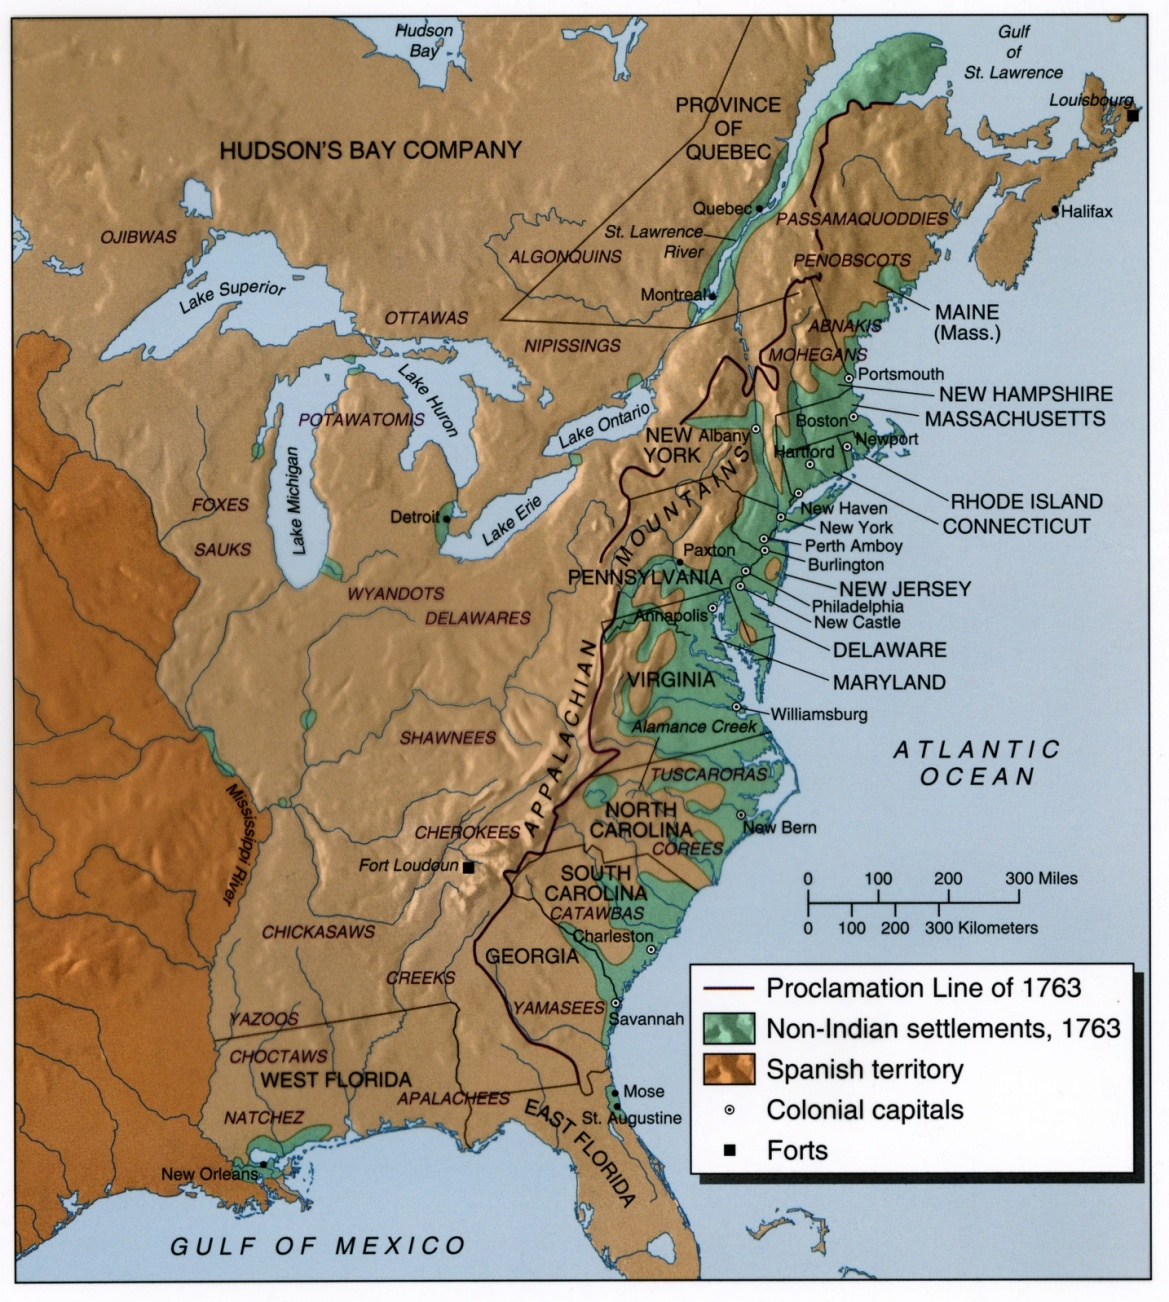 Hudson
Bay
Gulf
of
St. Lawrence
Louisbourg
PROVINCE
OF
QUEBEC
HUDSON'S BAY COMPANY
Quebec
Halifax
PASSAMAQUODDIES
St. Lawrence
River
OJIBWAS
ALGONQUINS
PENOBSCOTS
Lake Superior
Montreal
MAINE
(Mass.)
OTTAWAS
ABNAKIS
NIPISSINGS
MOHEGANS
Portsmouth
Lake Huron
NEW HAMPSHIRE
POTAWATOMIS
Lake Ontario
Boston
MASSACHUSETTS
NEW
YORK
Albany
Newport
Hartford
Lake Michigan
FOXES
RHODE ISLAND
Detroit
Lake Erie
New Haven
CONNECTICUT
New York
SAUKS
Perth Amboy
Paxton
Burlington
PENNSYLVANIA
NEW JERSEY
WYANDOTS
Philadelphia
DELAWARES
Annapolis
New Castle
DELAWARE
APPALACHIAN MOUNTAINS
VIRGINIA
MARYLAND
Williamsburg
Alamance Creek
SHAWNEES
ATLANTIC
OCEAN
TUSCARORAS
Mississippi River
NORTH
CAROLINA
CHEROKEES
New Bern
COREES
Fort Loudoun
SOUTH
CAROLINA
0 100 200 300 Miles
0 100 200 300 Kilometers
CATAWBAS
CHICKASAWS
Charleston
GEORGIA
CREEKS
YAMASEES
YAZOOS
Savannah
Proclamation Line of 1763
Non-Indian settlements, 1763
Spanish territory
Colonial capitals
Forts
CHOCTAWS
WEST FLORIDA
Mose
APALACHEES
St. Augustine
NATCHEZ
EAST FLORIDA
New Orleans
GULF OF MEXICO